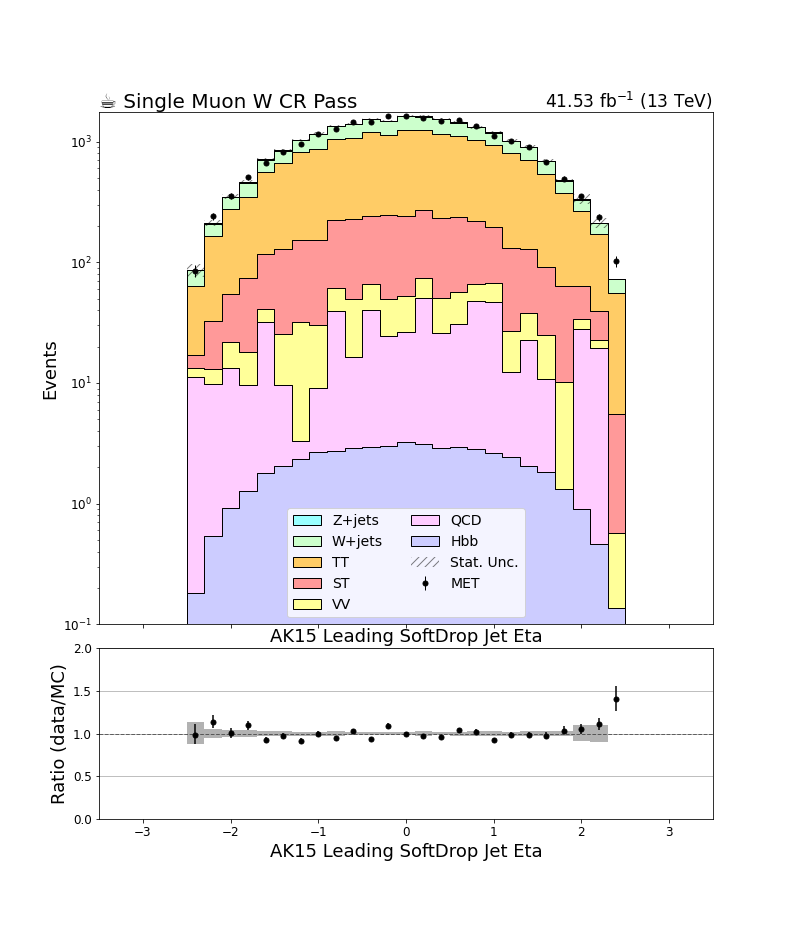 ☕ Single Muon W CR Pass
41.53 fb⁻¹ (13 TeV)
Events
10³
10²
10¹
10⁰
10⁻¹
Z+jets
W+jets
TT
ST
VV
QCD
Hbb
Stat. Unc.
MET
AK15 Leading SoftDrop Jet Eta
Ratio (data/MC)
2.0
1.5
1.0
0.5
0.0
−3 −2 −1 0 1 2 3
AK15 Leading SoftDrop Jet Eta